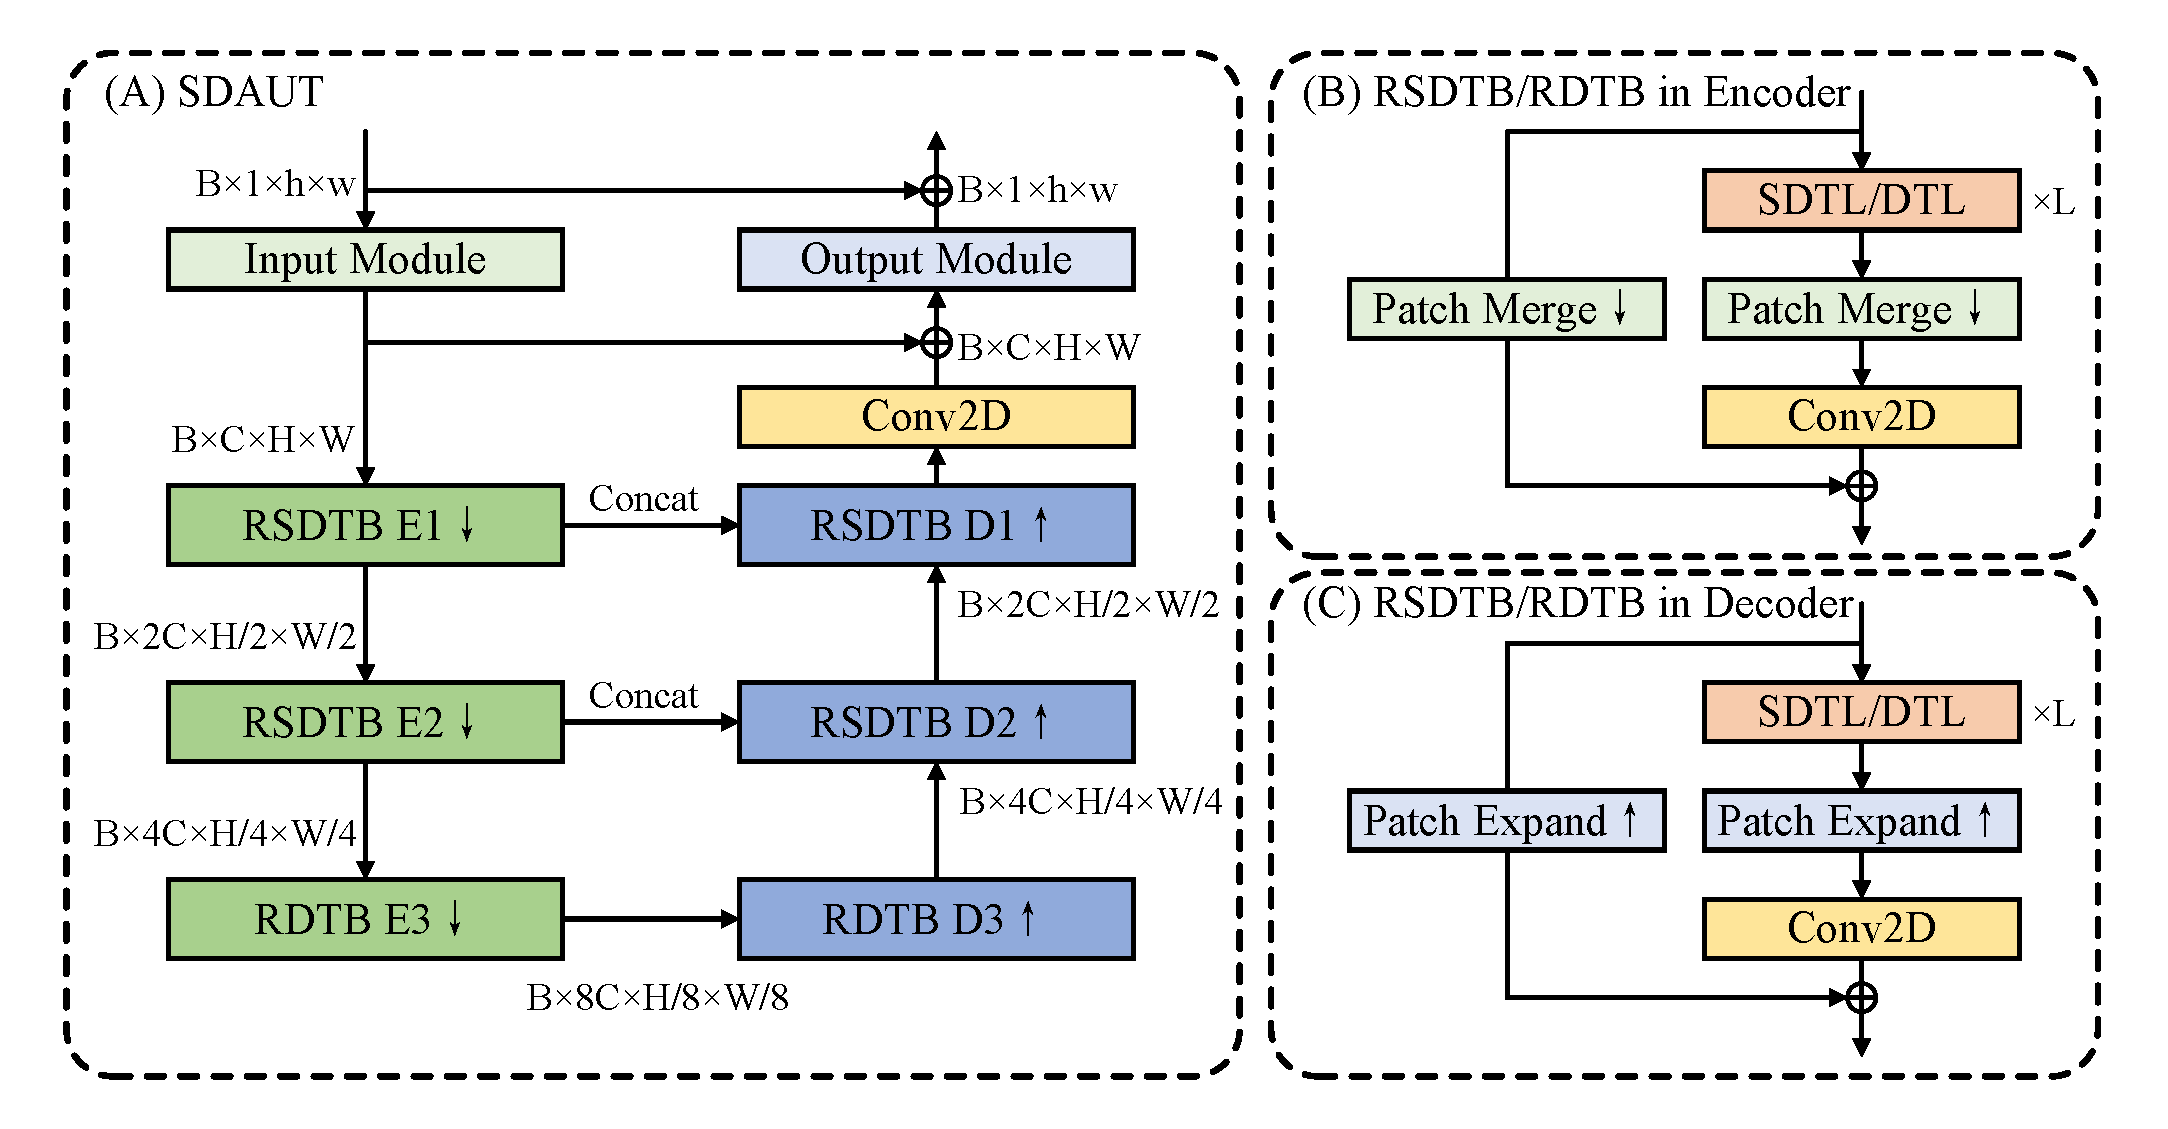 (A) SDAUT
B×1×h×w
B×1×h×w
Input Module
Output Module
B×C×H×W
Conv2D
B×C×H×W
RSDTB E1 ↓
Concat
RSDTB D1 ↑
B×2C×H/2×W/2
B×2C×H/2×W/2
RSDTB E2 ↓
Concat
RSDTB D2 ↑
B×4C×H/4×W/4
B×4C×H/4×W/4
RDTB E3 ↓
RDTB D3 ↑
B×8C×H/8×W/8
(B) RSDTB/RDTB in Encoder
SDTL/DTL
×L
Patch Merge ↓
Patch Merge ↓
Conv2D
(C) RSDTB/RDTB in Decoder
SDTL/DTL
×L
Patch Expand ↑
Patch Expand ↑
Conv2D